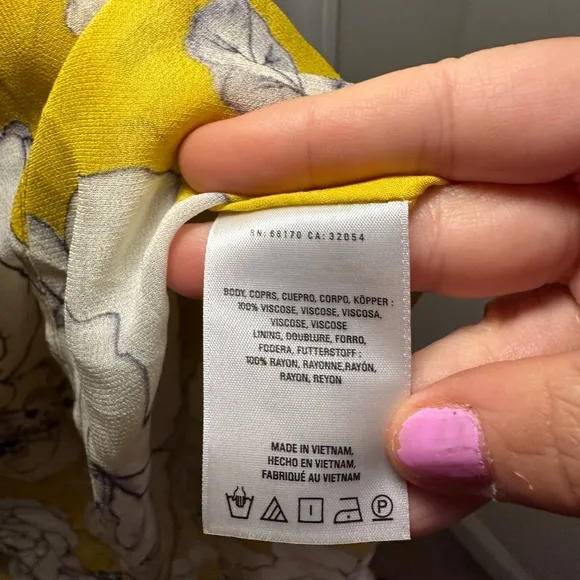 RN: 68170 CA: 32054
BODY, COPRS, CUEPRO, CORPO, KÖPPER :
100% VISCOSE, VISCOSE, VISCOSA,
VISCOSE, VISCOSE
LINING, DOUBLURE, FORRO,
FODERA, FUTTERSTOFF :
100% RAYON, RAYONNE,RAYÓN,
RAYON, REYON
MADE IN VIETNAM,
HECHO EN VIETNAM,
FABRIQUÉ AU VIETNAM
P